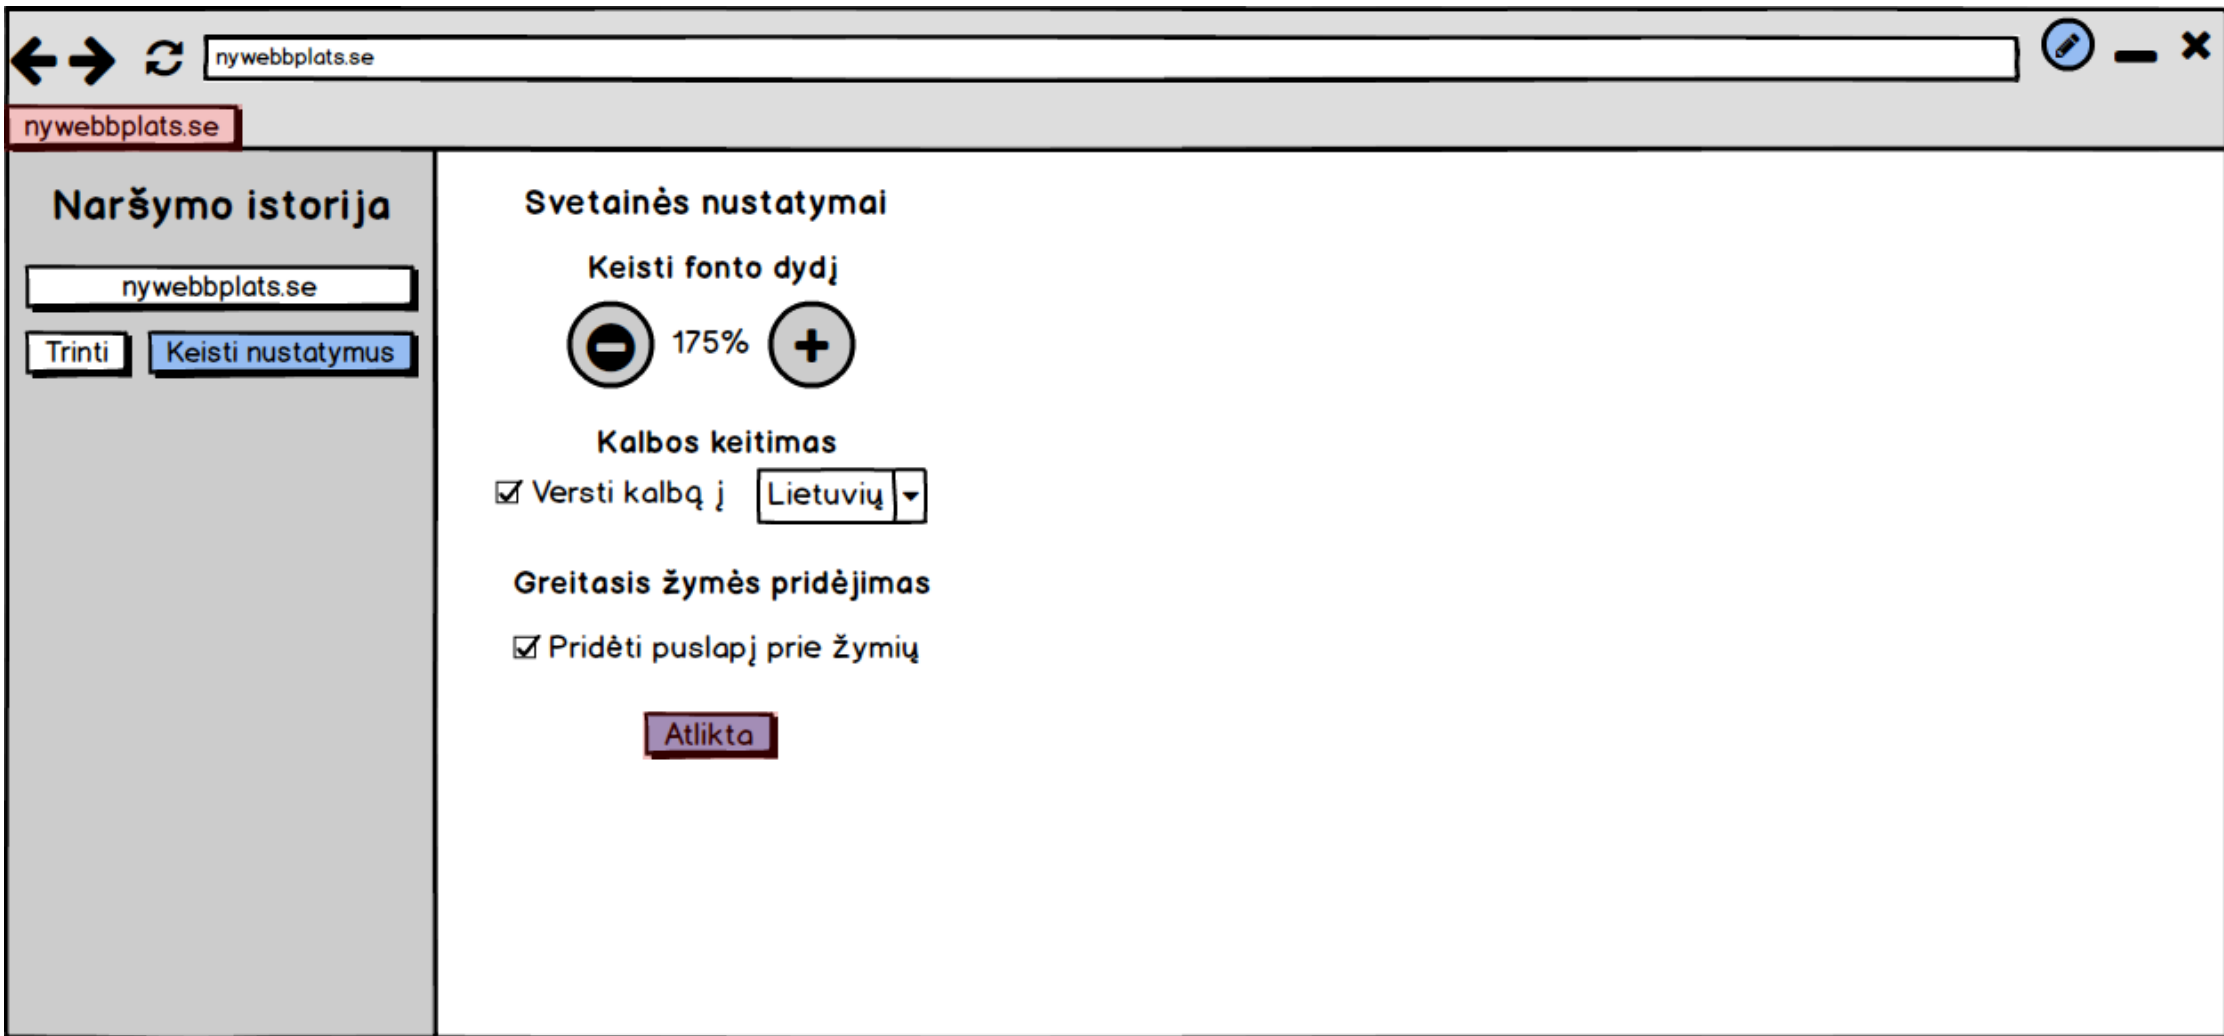 nywebbplats.se
nywebbplats.se
Naršymo istorija
nywebbplats.se
Trinti
Keisti nustatymus
Svetainės nustatymai
Keisti fonto dydį
175%
Kalbos keitimas
Versti kalbą į
Lietuvių
Greitasis žymės pridėjimas
Pridėti puslapį prie žymių
Atlikta